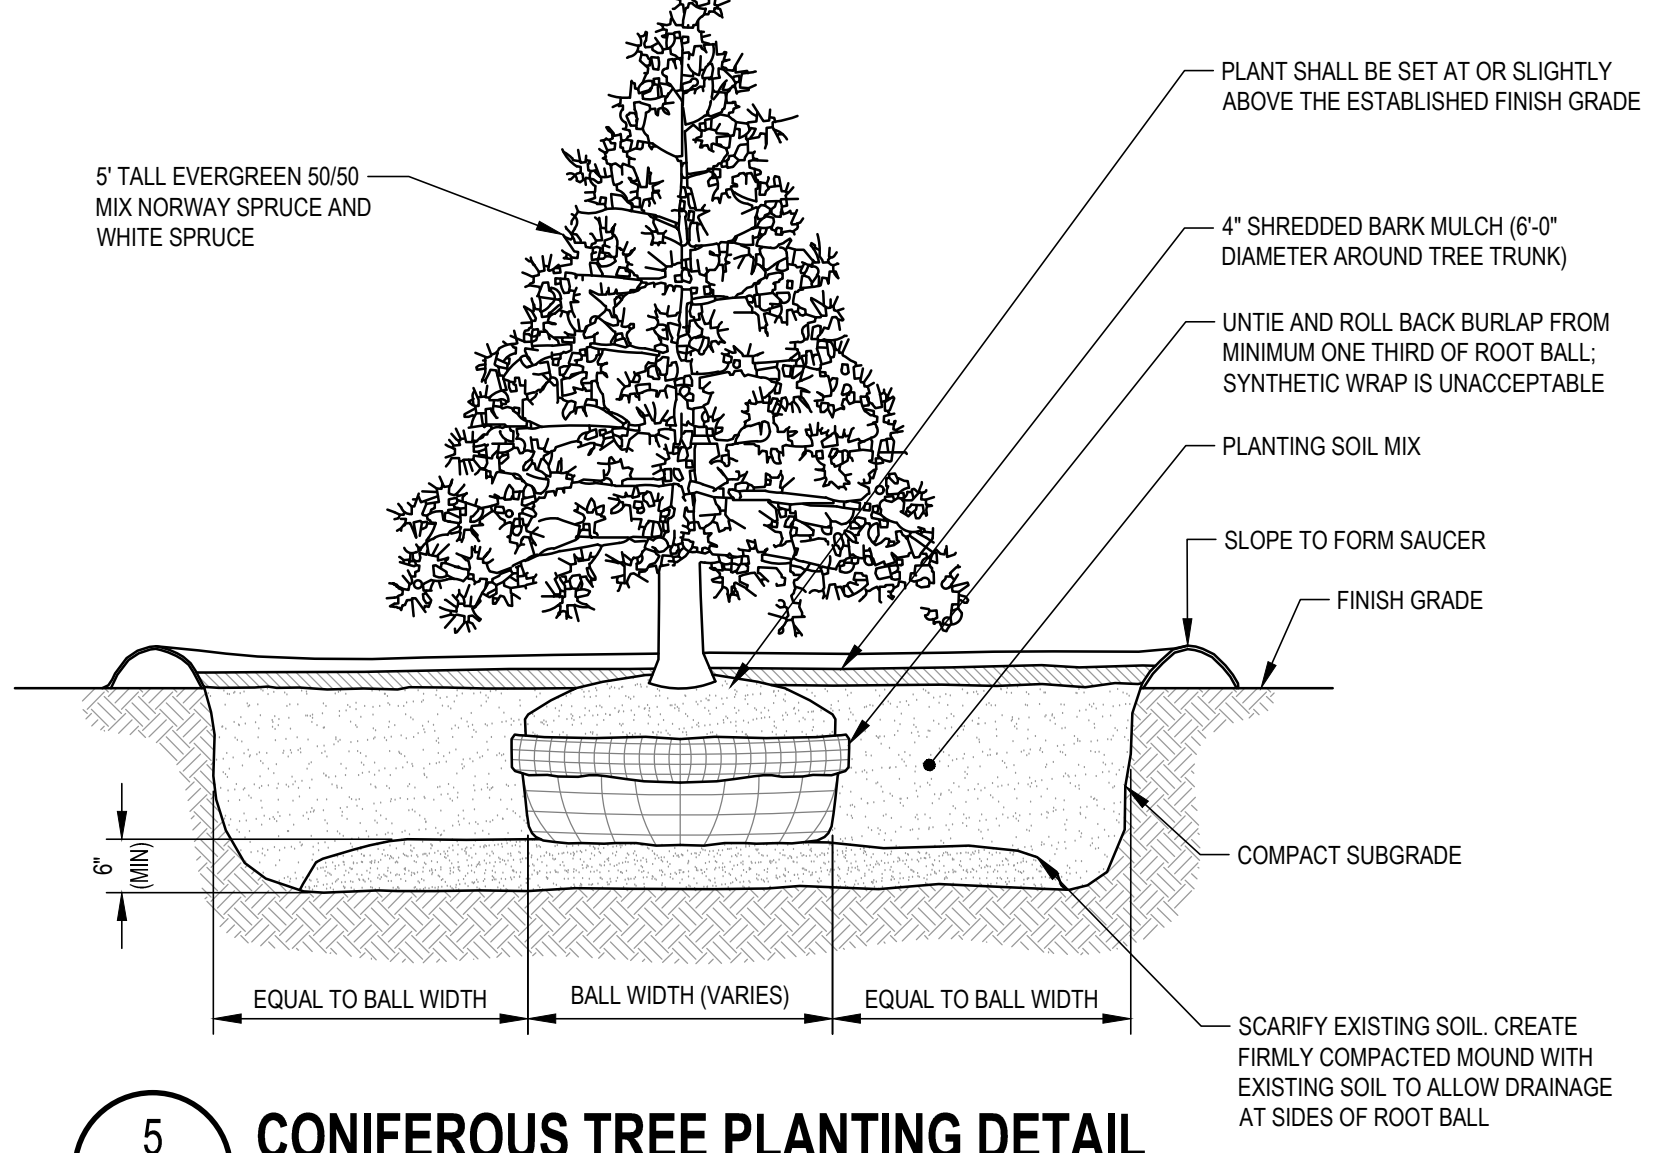 PLANT SHALL BE SET AT OR SLIGHTLY
ABOVE THE ESTABLISHED FINISH GRADE
5' TALL EVERGREEN 50/50
MIX NORWAY SPRUCE AND
WHITE SPRUCE
4" SHREDDED BARK MULCH (6'-0"
DIAMETER AROUND TREE TRUNK)
UNTIE AND ROLL BACK BURLAP FROM
MINIMUM ONE THIRD OF ROOT BALL;
SYNTHETIC WRAP IS UNACCEPTABLE
PLANTING SOIL MIX
SLOPE TO FORM SAUCER
FINISH GRADE
6"
(MIN)
COMPACT SUBGRADE
EQUAL TO BALL WIDTH
BALL WIDTH (VARIES)
EQUAL TO BALL WIDTH
SCARIFY EXISTING SOIL. CREATE
FIRMLY COMPACTED MOUND WITH
EXISTING SOIL TO ALLOW DRAINAGE
AT SIDES OF ROOT BALL
5
CONIFEROUS TREE PLANTING DETAIL